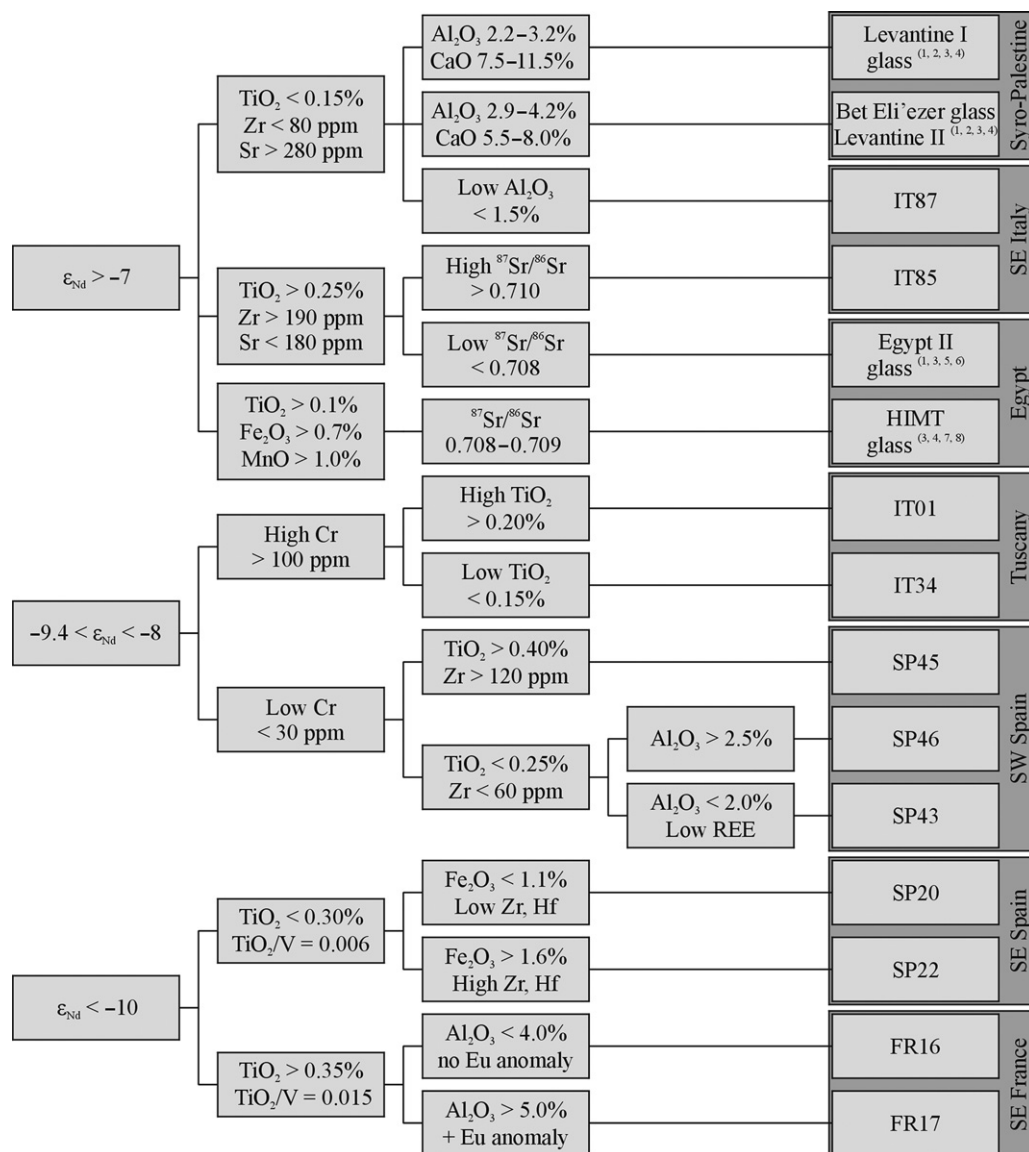 Al₂O₃ 2.2–3.2%
CaO 7.5–11.5%
Levantine I
glass (1, 2, 3, 4)
Syro-Palestine
TiO₂ < 0.15%
Zr < 80 ppm
Sr > 280 ppm
Al₂O₃ 2.9–4.2%
CaO 5.5–8.0%
Bet Eli’ezer glass
Levantine II (1, 2, 3, 4)
Low Al₂O₃
< 1.5%
IT87
SE Italy
εNd > –7
TiO₂ > 0.25%
Zr > 190 ppm
Sr < 180 ppm
High ⁸⁷Sr/⁸⁶Sr
> 0.710
IT85
Low ⁸⁷Sr/⁸⁶Sr
< 0.708
Egypt II
glass (1, 3, 5, 6)
Egypt
TiO₂ > 0.1%
Fe₂O₃ > 0.7%
MnO > 1.0%
⁸⁷Sr/⁸⁶Sr
0.708–0.709
HIMT
glass (3, 4, 7, 8)
High TiO₂
> 0.20%
IT01
Tuscany
High Cr
> 100 ppm
Low TiO₂
< 0.15%
IT34
–9.4 < εNd < –8
TiO₂ > 0.40%
Zr > 120 ppm
SP45
SW Spain
Low Cr
< 30 ppm
TiO₂ < 0.25%
Zr < 60 ppm
Al₂O₃ > 2.5%
SP46
Al₂O₃ < 2.0%
Low REE
SP43
Fe₂O₃ < 1.1%
Low Zr, Hf
SP20
SE Spain
TiO₂ < 0.30%
TiO₂/V = 0.006
Fe₂O₃ > 1.6%
High Zr, Hf
SP22
εNd < –10
Al₂O₃ < 4.0%
no Eu anomaly
FR16
SE France
TiO₂ > 0.35%
TiO₂/V = 0.015
Al₂O₃ > 5.0%
+ Eu anomaly
FR17